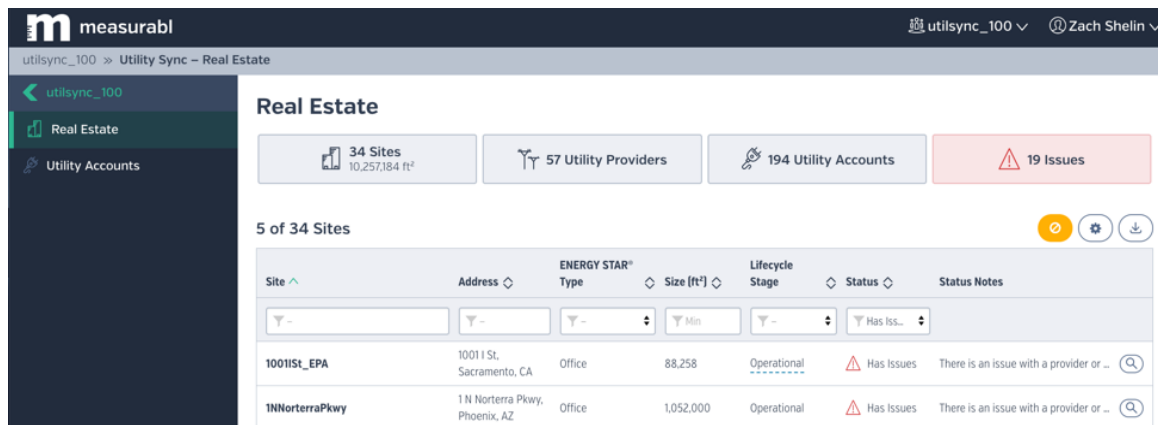 measurabl
utilsync_100
Zach Shelin
utilsync_100 » Utility Sync – Real Estate
utilsync_100
Real Estate
Utility Accounts
Real Estate
34 Sites
10,257,184 ft²
57 Utility Providers
194 Utility Accounts
19 Issues
5 of 34 Sites
Site
Address
ENERGY STAR®
Type
Size (ft²)
Lifecycle
Stage
Status
Status Notes
–
–
–
Min
–
Has Iss...
1001ISt_EPA
1001 I St,
Sacramento, CA
Office
88,258
Operational
Has Issues
There is an issue with a provider or ...
1NNorterraPkwy
1 N Norterra Pkwy,
Phoenix, AZ
Office
1,052,000
Operational
Has Issues
There is an issue with a provider or ...